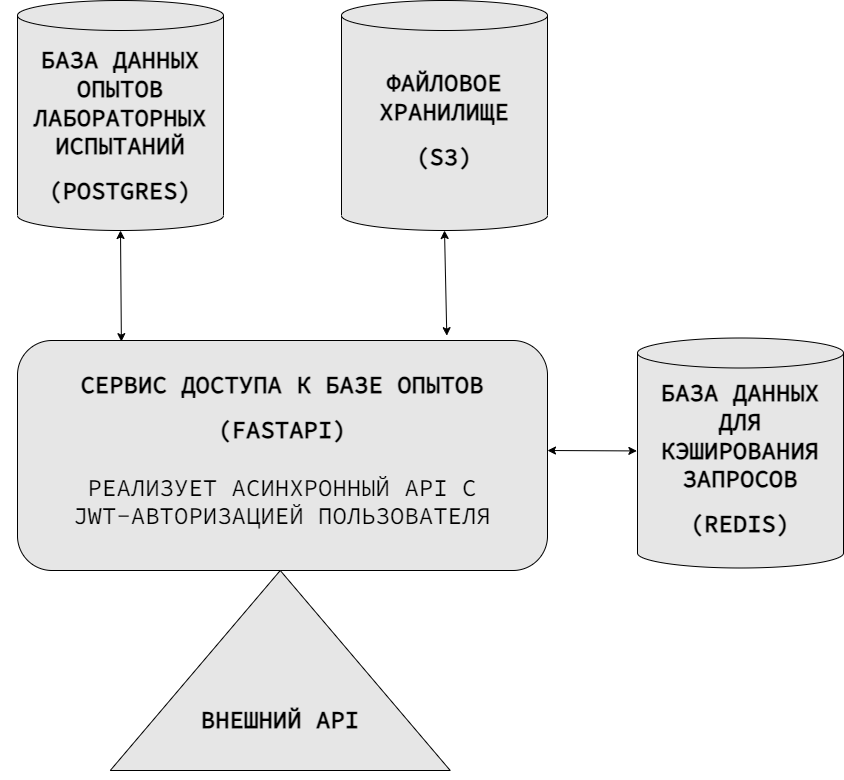 БАЗА ДАННЫХ
ОПЫТОВ
ЛАБОРАТОРНЫХ
ИСПЫТАНИЙ
(POSTGRES)
ФАЙЛОВОЕ
ХРАНИЛИЩЕ
(S3)
СЕРВИС ДОСТУПА К БАЗЕ ОПЫТОВ
(FASTAPI)
РЕАЛИЗУЕТ АСИНХРОННЫЙ API С
JWT-АВТОРИЗАЦИЕЙ ПОЛЬЗОВАТЕЛЯ
БАЗА ДАННЫХ
ДЛЯ
КЭШИРОВАНИЯ
ЗАПРОСОВ
(REDIS)
ВНЕШНИЙ API